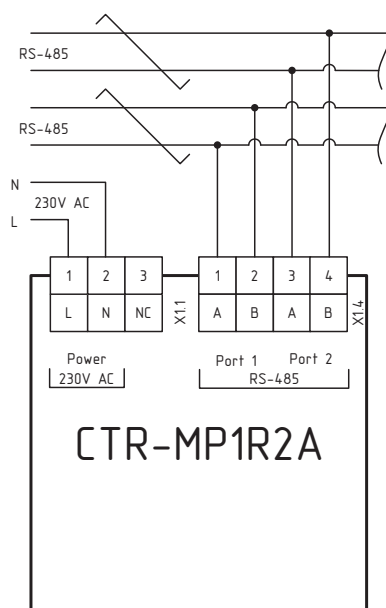 RS-485
RS-485
N
230V AC
L
1 2 3 1 2 3 4
L N NC X1.1 A B A B X1.4
Power Port 1 Port 2
230V AC RS-485
CTR-MP1R2A